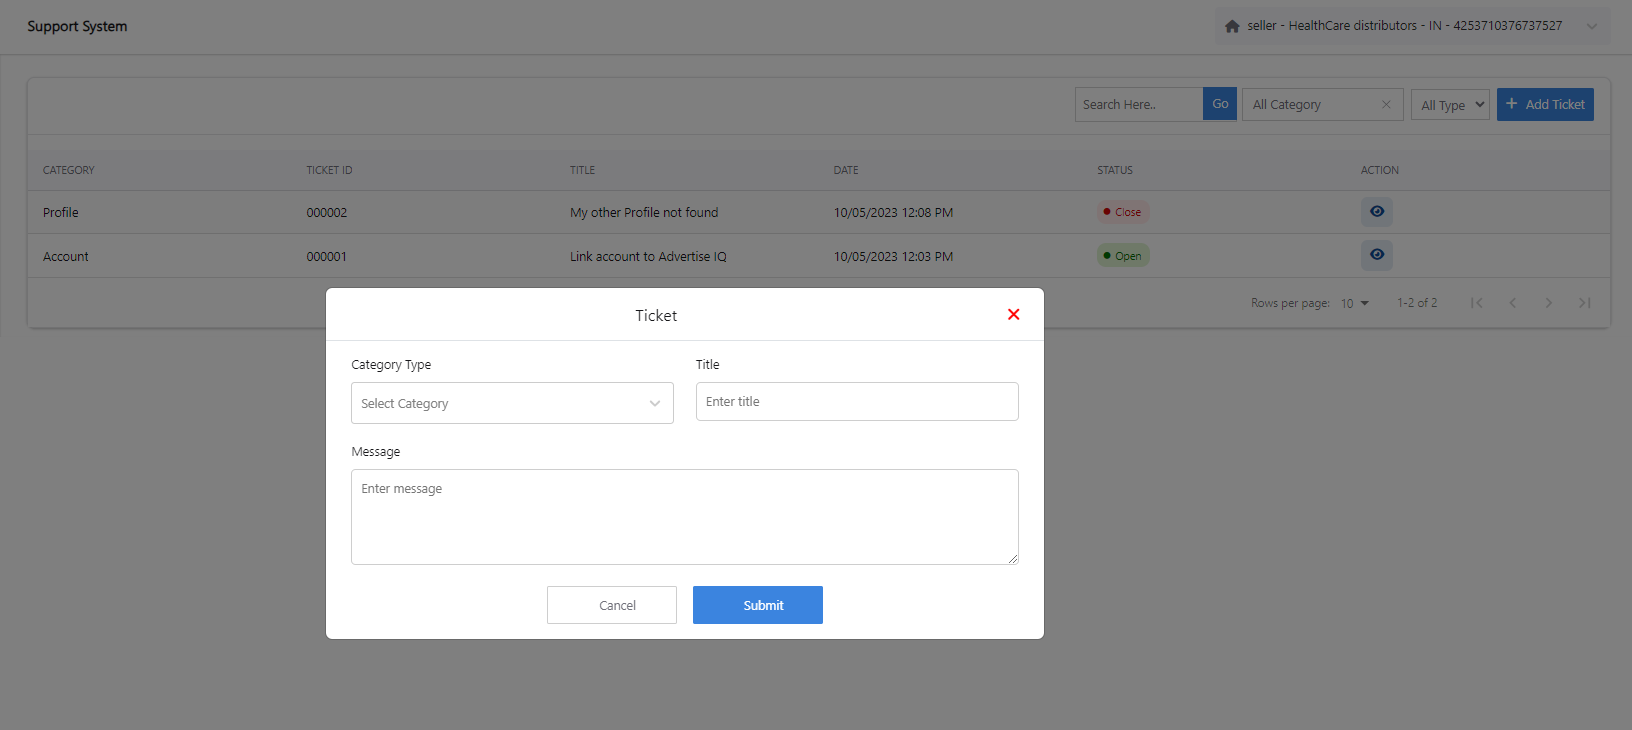 Support System
seller - HealthCare distributors - IN - 4253710376737527
Search Here.. Go All Category All Type + Add Ticket
CATEGORY TICKET ID TITLE DATE STATUS ACTION
Profile 000002 My other Profile not found 10/05/2023 12:08 PM Close
Account 000001 Link account to Advertise IQ 10/05/2023 12:03 PM Open
Rows per page: 10 1-2 of 2
Ticket
Category Type Title
Select Category Enter title
Message
Enter message
Cancel Submit